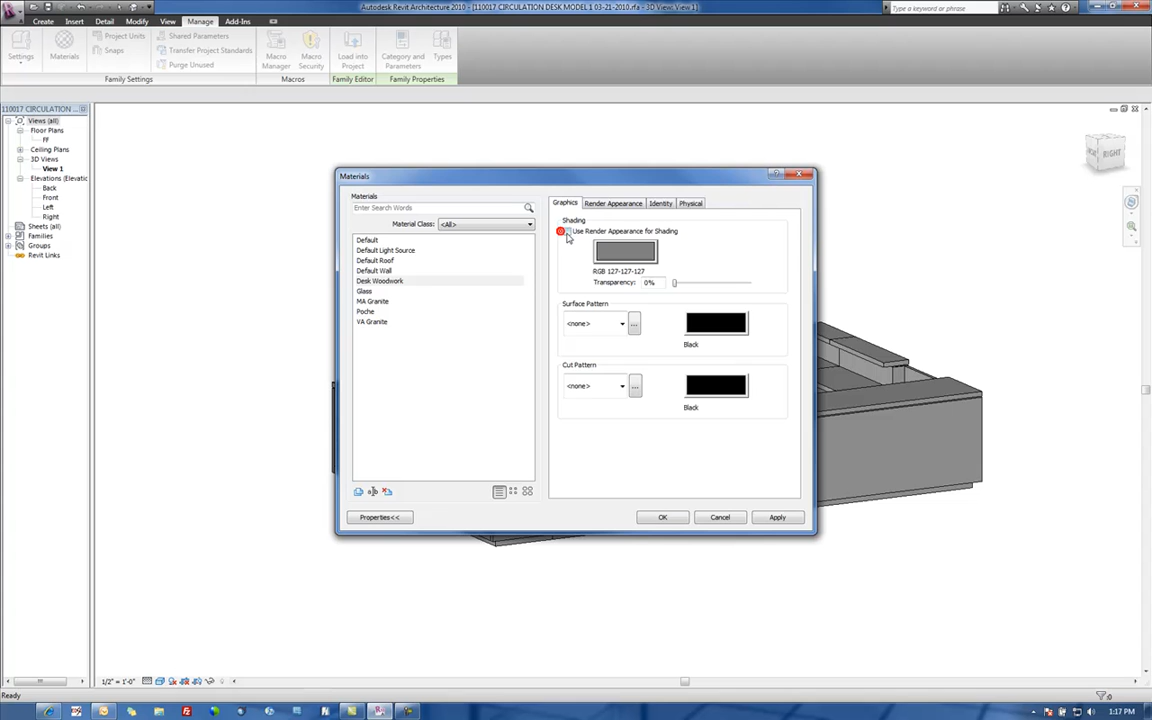 Autodesk Revit Architecture 2010 - [110017 CIRCULATION DESK MODEL 1 03-21-2010.rfa - 3D View: View 1]
Type a keyword or phrase
Create Insert Detail Modify View Manage Add-Ins
Settings
Materials
Project Units
Snaps
Shared Parameters
Transfer Project Standards
Purge Unused
Macro Manager
Macro Security
Load into Project
Category and Parameters
Types
Family Settings
Macros
Family Editor
Family Properties
110017 CIRCULATION ...
Views (all)
Floor Plans
FF
Ceiling Plans
3D Views
View 1
Elevations (Elevatio
Back
Front
Left
Right
Sheets (all)
Families
Groups
Revit Links
RIGHT
Materials
Materials
Enter Search Words
Material Class: <All>
Default
Default Light Source
Default Roof
Default Wall
Desk Woodwork
Glass
MA Granite
Poche
VA Granite
Properties<<
Graphics Render Appearance Identity Physical
Shading
Use Render Appearance for Shading
RGB 127-127-127
Transparency: 0%
Surface Pattern
<none> ...
Black
Cut Pattern
<none> ...
Black
OK Cancel Apply
1/2" = 1'-0"
Ready
:0
1:17 PM